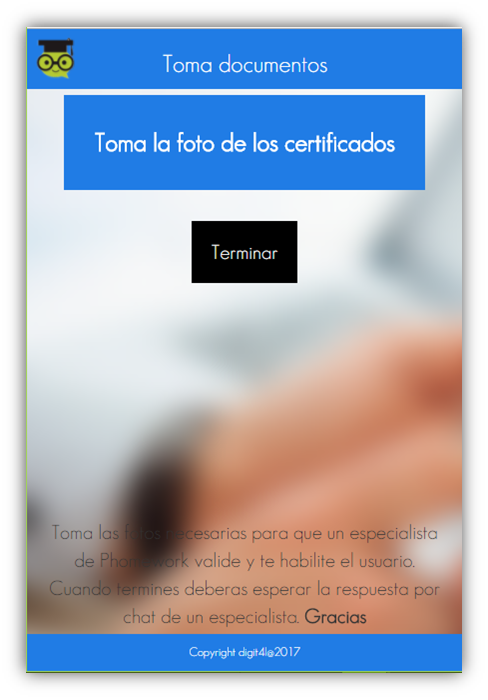 Toma documentos
Toma la foto de los certificados
Terminar
Toma las fotos necesarias para que un especialista
de Phonework valide y te habilite el usuario.
Cuando termines deberas esperar la respuesta por
chat de un especialista. Gracias
Copyright digit4l@2017